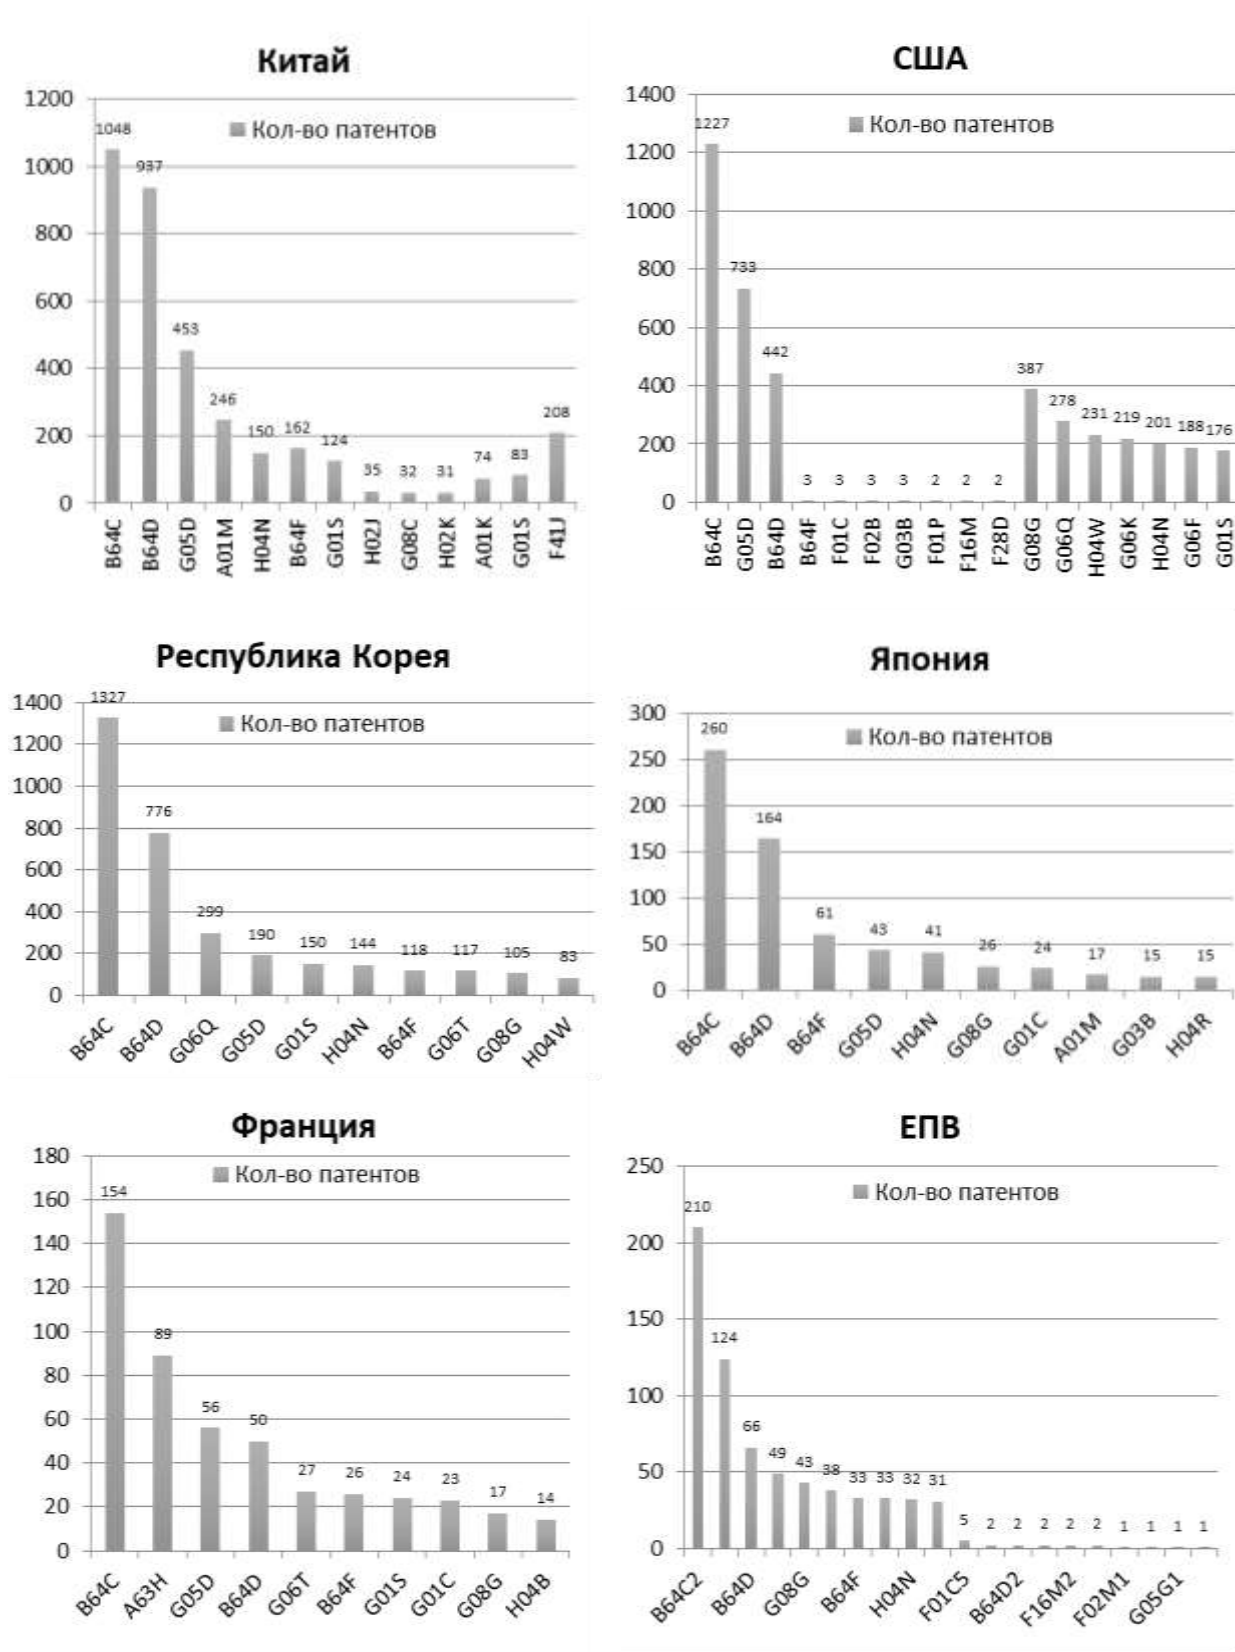 Китай
Кол-во патентов
1200
1000
800
600
400
200
0
1048
937
453
246
150
162
124
35
32
31
74
83
208
B64C
B64D
G05D
A01M
H04N
B64F
G01S
H02J
G08C
H02K
A01K
G01S
F41J
США
Кол-во патентов
1400
1200
1000
800
600
400
200
0
1227
733
442
3
3
3
3
2
2
2
387
278
231
219
201
188
176
B64C
G05D
B64D
B64F
F01C
F02B
G03B
F01P
F16M
F28D
G08G
G06Q
H04W
G06K
H04N
G06F
G01S
Республика Корея
Кол-во патентов
1400
1200
1000
800
600
400
200
0
1327
776
299
190
150
144
118
117
105
83
B64C
B64D
G06Q
G05D
G01S
H04N
B64F
G06T
G08G
H04W
Япония
Кол-во патентов
300
250
200
150
100
50
0
260
164
61
43
41
26
24
17
15
15
B64C
B64D
B64F
G05D
H04N
G08G
G01C
A01M
G03B
H04R
Франция
Кол-во патентов
180
160
140
120
100
80
60
40
20
0
154
89
56
50
27
26
24
23
17
14
B64C
A63H
G05D
B64D
G06T
B64F
G01S
G01C
G08G
H04B
ЕПВ
Кол-во патентов
250
200
150
100
50
0
210
124
66
49
43
38
33
33
32
31
5
2
2
2
2
2
1
1
1
1
B64C2
B64D
G08G
B64F
H04N
F01C5
B64D2
F16M2
F02M1
G05G1